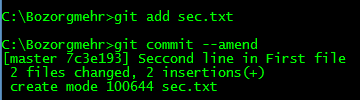 C:\Bozorgmehr>git add sec.txt
C:\Bozorgmehr>git commit --amend
[master 7c3e193] Seccond line in First file
 2 files changed, 2 insertions(+)
 create mode 100644 sec.txt